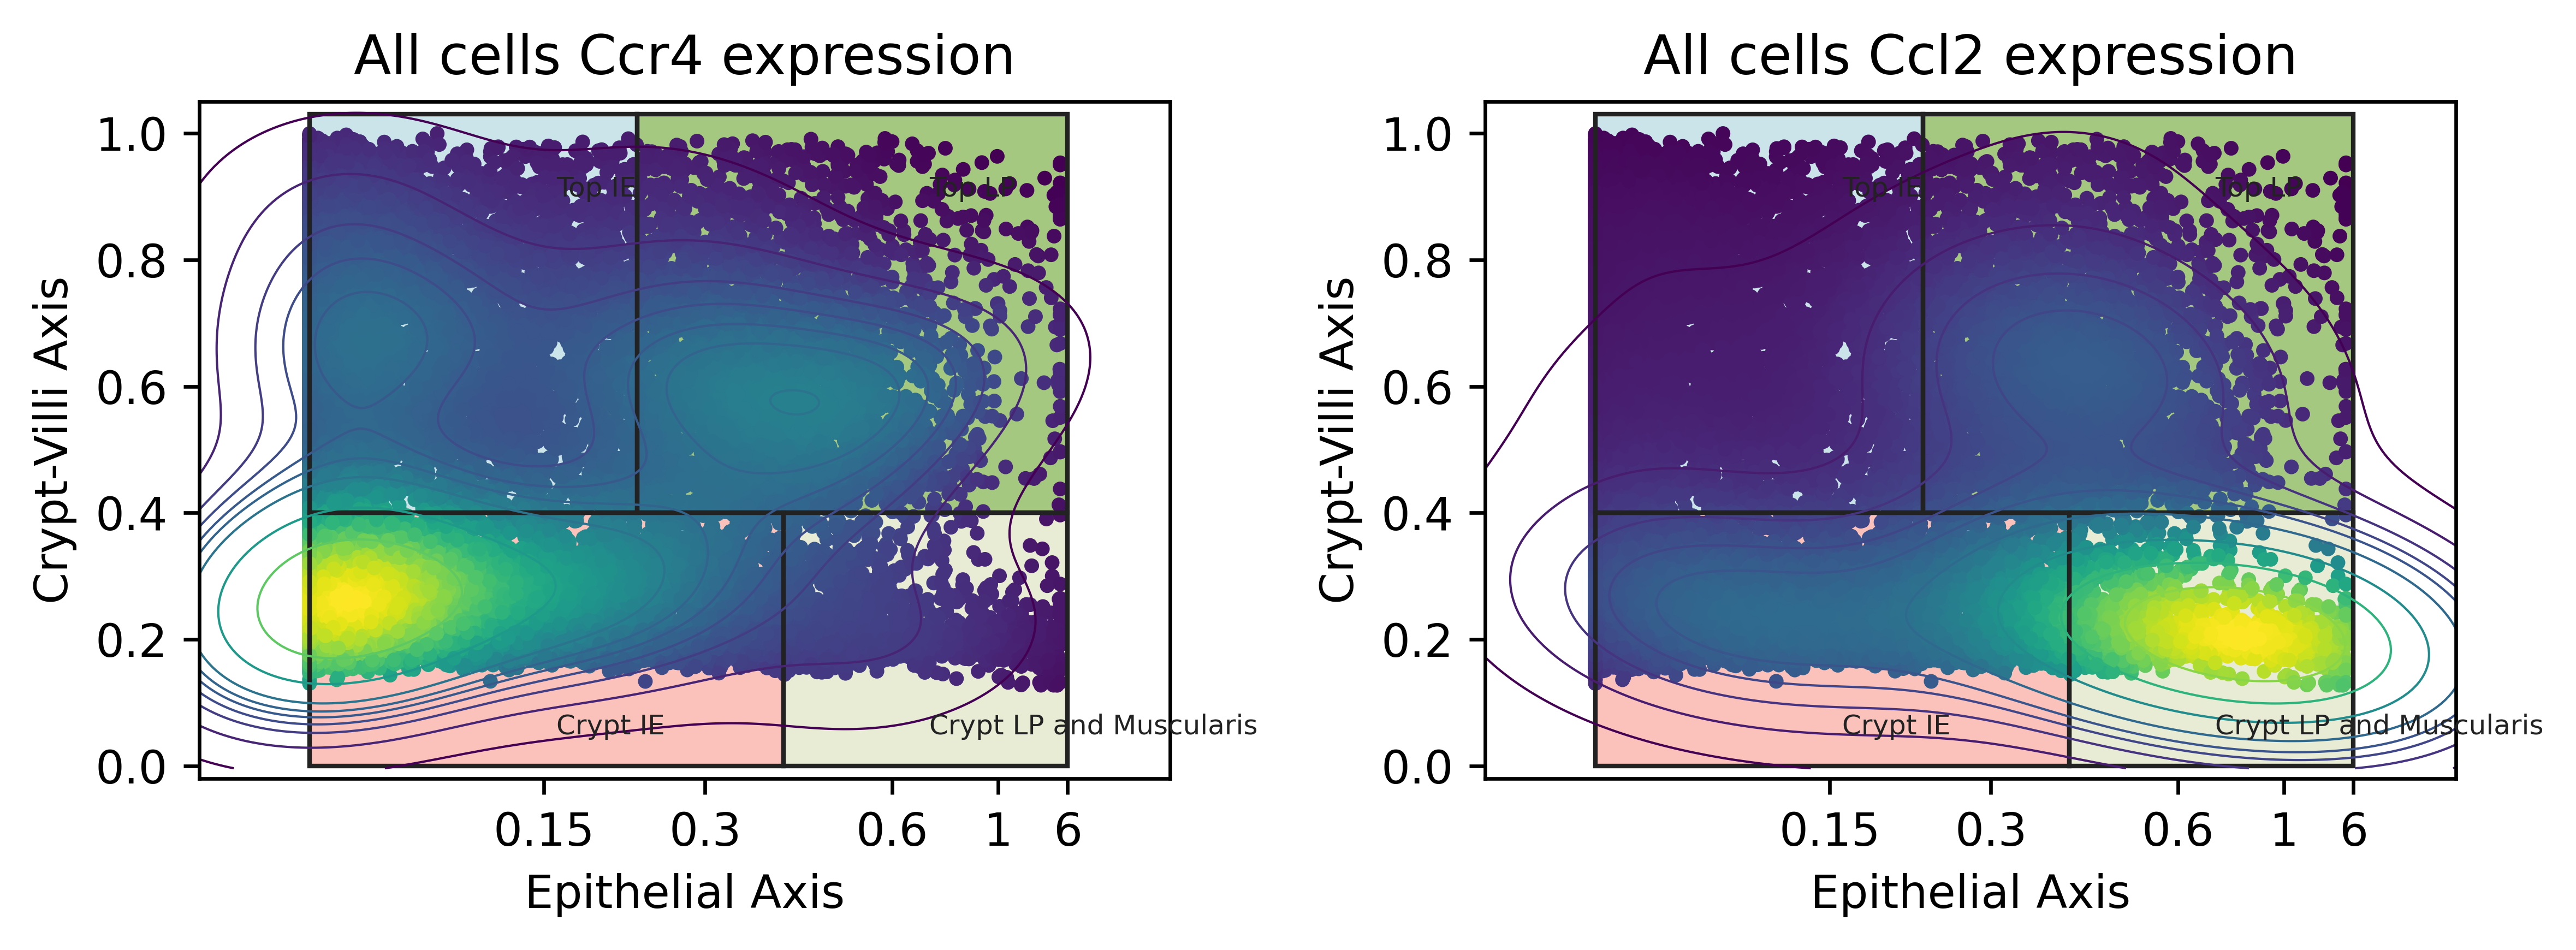 All cells Ccr4 expression
Crypt-Villi Axis
1.0
0.8
0.6
0.4
0.2
0.0
Top IE
Top LP
Crypt IE
Crypt LP and Muscularis
0.15
0.3
0.6
1
6
Epithelial Axis
All cells Ccl2 expression
Crypt-Villi Axis
1.0
0.8
0.6
0.4
0.2
0.0
Top IE
Top LP
Crypt IE
Crypt LP and Muscularis
0.15
0.3
0.6
1
6
Epithelial Axis